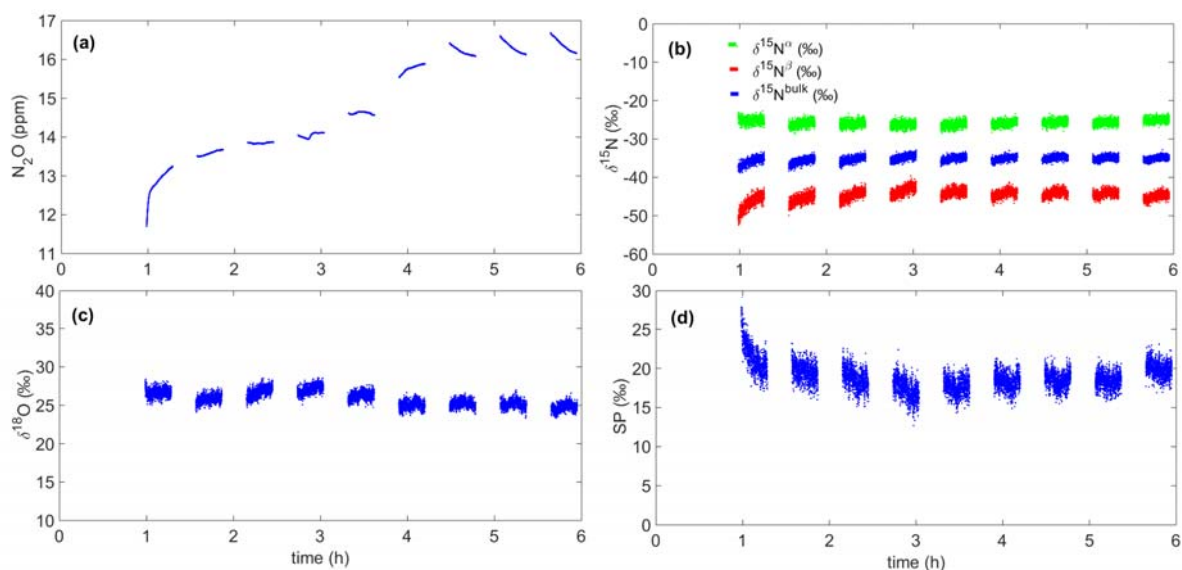 (a)
N₂O (ppm)
17
16
15
14
13
12
11
0 1 2 3 4 5 6
(b)
δ¹⁵Nᵅ (‰)
δ¹⁵Nᵝ (‰)
δ¹⁵Nᵇᵘˡᵏ (‰)
δ¹⁵N (‰)
0
-10
-20
-30
-40
-50
-60
0 1 2 3 4 5 6
(c)
δ¹⁸O (‰)
40
35
30
25
20
15
10
0 1 2 3 4 5 6
time (h)
(d)
SP (‰)
30
25
20
15
10
5
0
0 1 2 3 4 5 6
time (h)